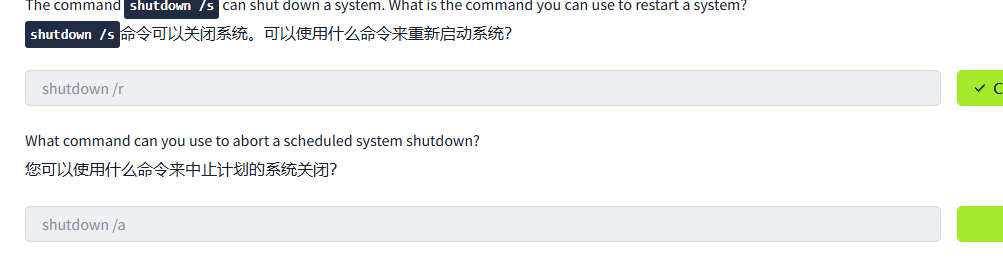 The command shutdown /s can shut down a system. What is the command you can use to restart a system?
shutdown /s命令可以关闭系统。可以使用什么命令来重新启动系统?
shutdown /r
✓ C
What command can you use to abort a scheduled system shutdown?
您可以使用什么命令来中止计划的系统关闭?
shutdown /a